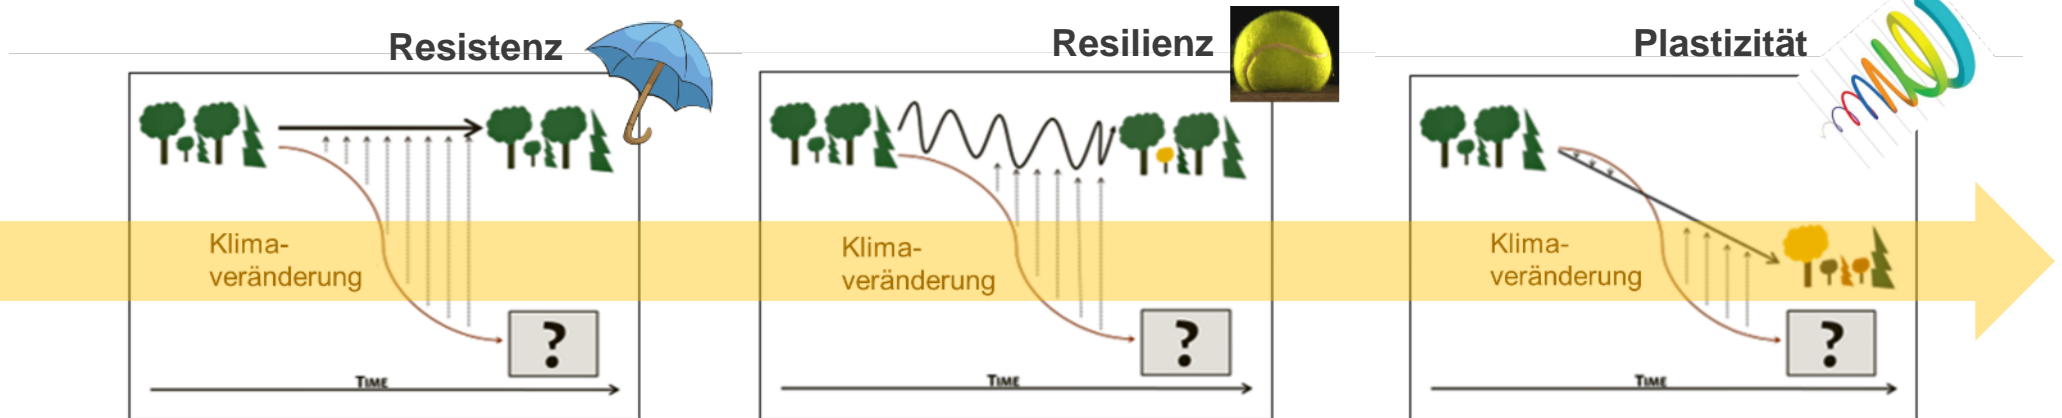 Resistenz
Resilienz
Plastizität
Klima-
veränderung
?
TIME
Klima-
veränderung
?
TIME
Klima-
veränderung
?
TIME